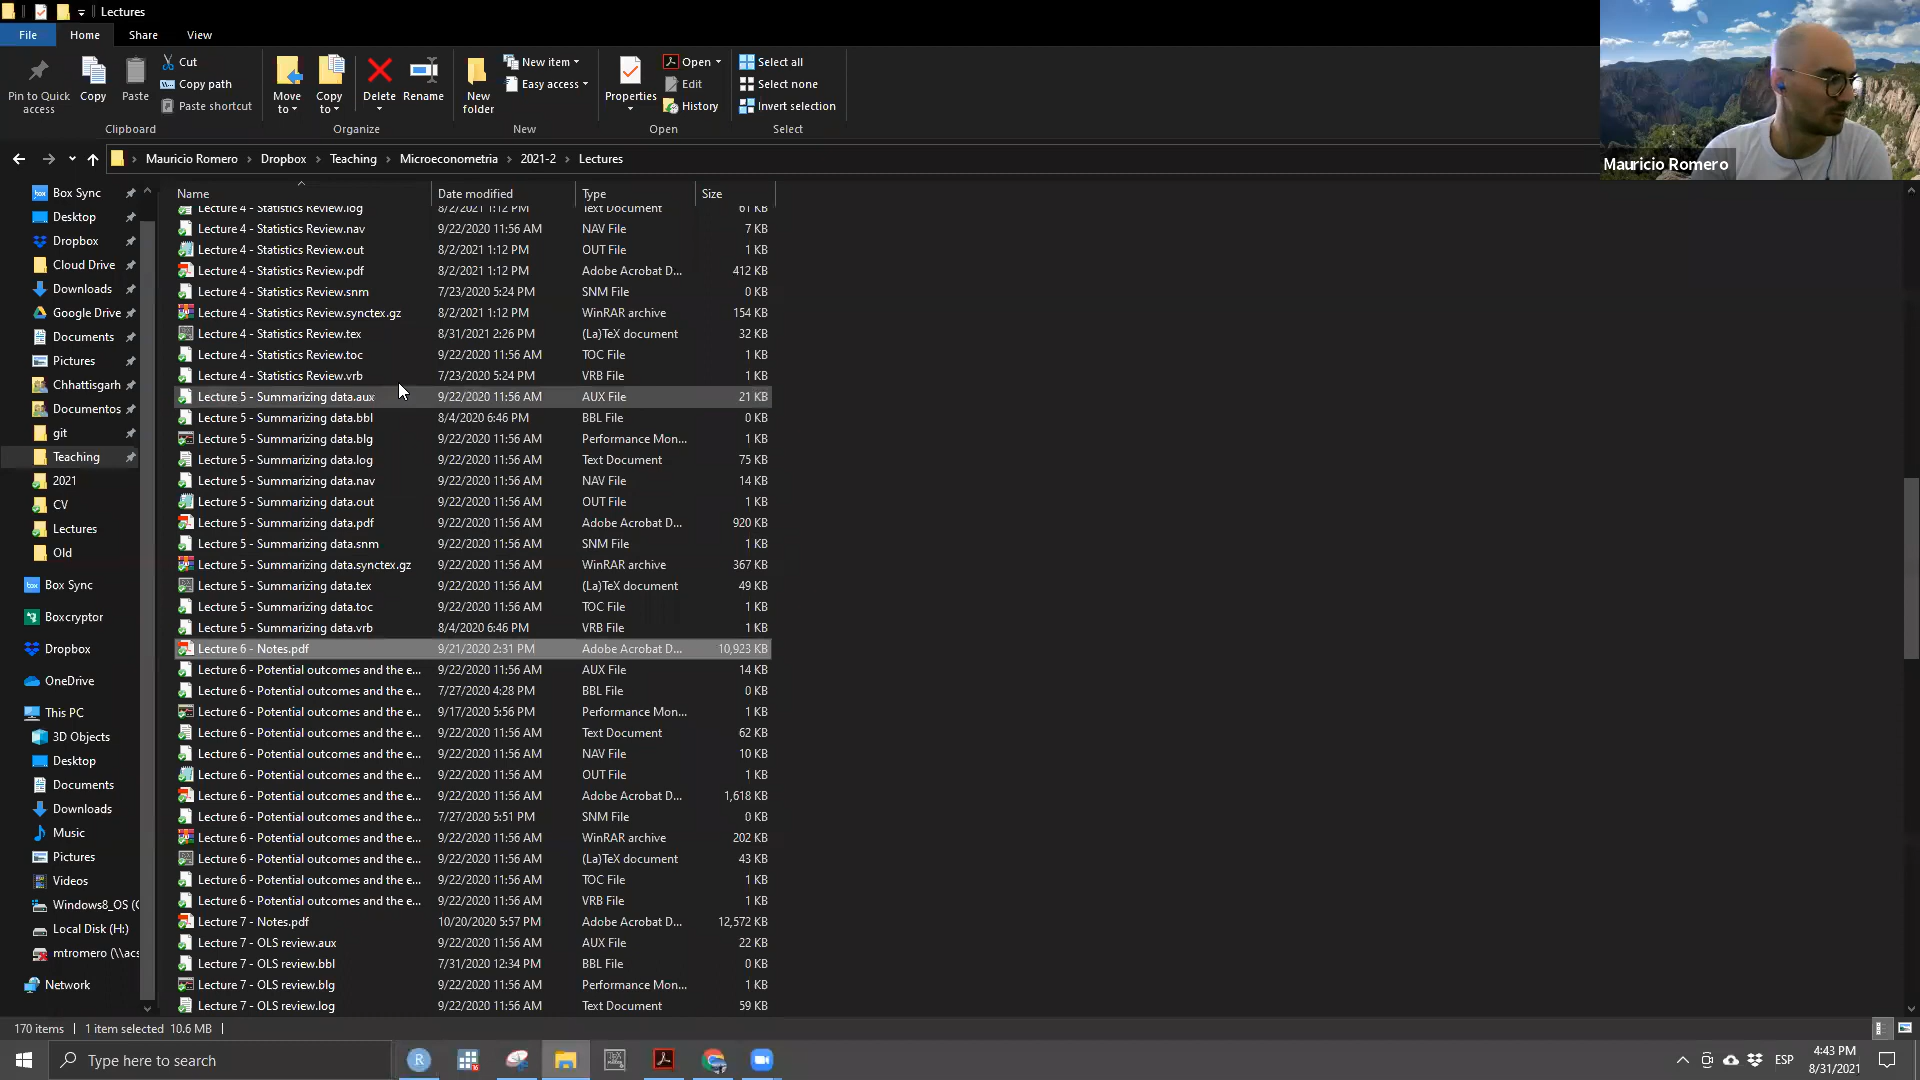 Lectures
File Home Share View
Pin to Quick access
Copy
Paste
Cut
Copy path
Paste shortcut
Clipboard
Move to
Copy to
Delete
Rename
Organize
New folder
New item
Easy access
New
Properties
Open
Edit
History
Open
Select all
Select none
Invert selection
Select
Mauricio Romero
Mauricio Romero > Dropbox > Teaching > Microeconometria > 2021-2 > Lectures
Box Sync
Desktop
Dropbox
Cloud Drive
Downloads
Google Drive
Documents
Pictures
Chhattisgarh
Documentos
git
Teaching
2021
CV
Lectures
Old
Box Sync
Boxcryptor
Dropbox
OneDrive
This PC
3D Objects
Desktop
Documents
Downloads
Music
Pictures
Videos
Windows8_OS (C
Local Disk (H:)
mtromero (\\acs
Network
Name Date modified Type Size
Lecture 4 - Statistics Review.log 8/2/2021 1:12 PM Text Document 61 KB
Lecture 4 - Statistics Review.nav 9/22/2020 11:56 AM NAV File 7 KB
Lecture 4 - Statistics Review.out 8/2/2021 1:12 PM OUT File 1 KB
Lecture 4 - Statistics Review.pdf 8/2/2021 1:12 PM Adobe Acrobat D... 412 KB
Lecture 4 - Statistics Review.snm 7/23/2020 5:24 PM SNM File 0 KB
Lecture 4 - Statistics Review.synctex.gz 8/2/2021 1:12 PM WinRAR archive 154 KB
Lecture 4 - Statistics Review.tex 8/31/2021 2:26 PM (La)TeX document 32 KB
Lecture 4 - Statistics Review.toc 9/22/2020 11:56 AM TOC File 1 KB
Lecture 4 - Statistics Review.vrb 7/23/2020 5:24 PM VRB File 1 KB
Lecture 5 - Summarizing data.aux 9/22/2020 11:56 AM AUX File 21 KB
Lecture 5 - Summarizing data.bbl 8/4/2020 6:46 PM BBL File 0 KB
Lecture 5 - Summarizing data.blg 9/22/2020 11:56 AM Performance Mon... 1 KB
Lecture 5 - Summarizing data.log 9/22/2020 11:56 AM Text Document 75 KB
Lecture 5 - Summarizing data.nav 9/22/2020 11:56 AM NAV File 14 KB
Lecture 5 - Summarizing data.out 9/22/2020 11:56 AM OUT File 1 KB
Lecture 5 - Summarizing data.pdf 9/22/2020 11:56 AM Adobe Acrobat D... 920 KB
Lecture 5 - Summarizing data.snm 9/22/2020 11:56 AM SNM File 1 KB
Lecture 5 - Summarizing data.synctex.gz 9/22/2020 11:56 AM WinRAR archive 367 KB
Lecture 5 - Summarizing data.tex 9/22/2020 11:56 AM (La)TeX document 49 KB
Lecture 5 - Summarizing data.toc 9/22/2020 11:56 AM TOC File 1 KB
Lecture 5 - Summarizing data.vrb 8/4/2020 6:46 PM VRB File 1 KB
Lecture 6 - Notes.pdf 9/21/2020 2:31 PM Adobe Acrobat D... 10,923 KB
Lecture 6 - Potential outcomes and the e... 9/22/2020 11:56 AM AUX File 14 KB
Lecture 6 - Potential outcomes and the e... 7/27/2020 4:28 PM BBL File 0 KB
Lecture 6 - Potential outcomes and the e... 9/17/2020 5:56 PM Performance Mon... 1 KB
Lecture 6 - Potential outcomes and the e... 9/22/2020 11:56 AM Text Document 62 KB
Lecture 6 - Potential outcomes and the e... 9/22/2020 11:56 AM NAV File 10 KB
Lecture 6 - Potential outcomes and the e... 9/22/2020 11:56 AM OUT File 1 KB
Lecture 6 - Potential outcomes and the e... 9/22/2020 11:56 AM Adobe Acrobat D... 1,618 KB
Lecture 6 - Potential outcomes and the e... 7/27/2020 5:51 PM SNM File 0 KB
Lecture 6 - Potential outcomes and the e... 9/22/2020 11:56 AM WinRAR archive 202 KB
Lecture 6 - Potential outcomes and the e... 9/22/2020 11:56 AM (La)TeX document 43 KB
Lecture 6 - Potential outcomes and the e... 9/22/2020 11:56 AM TOC File 1 KB
Lecture 6 - Potential outcomes and the e... 9/22/2020 11:56 AM VRB File 1 KB
Lecture 7 - Notes.pdf 10/20/2020 5:57 PM Adobe Acrobat D... 12,572 KB
Lecture 7 - OLS review.aux 9/22/2020 11:56 AM AUX File 22 KB
Lecture 7 - OLS review.bbl 7/31/2020 12:34 PM BBL File 0 KB
Lecture 7 - OLS review.blg 9/22/2020 11:56 AM Performance Mon... 1 KB
Lecture 7 - OLS review.log 9/22/2020 11:56 AM Text Document 59 KB
170 items 1 item selected 10.6 MB
Type here to search
ESP
4:43 PM
8/31/2021